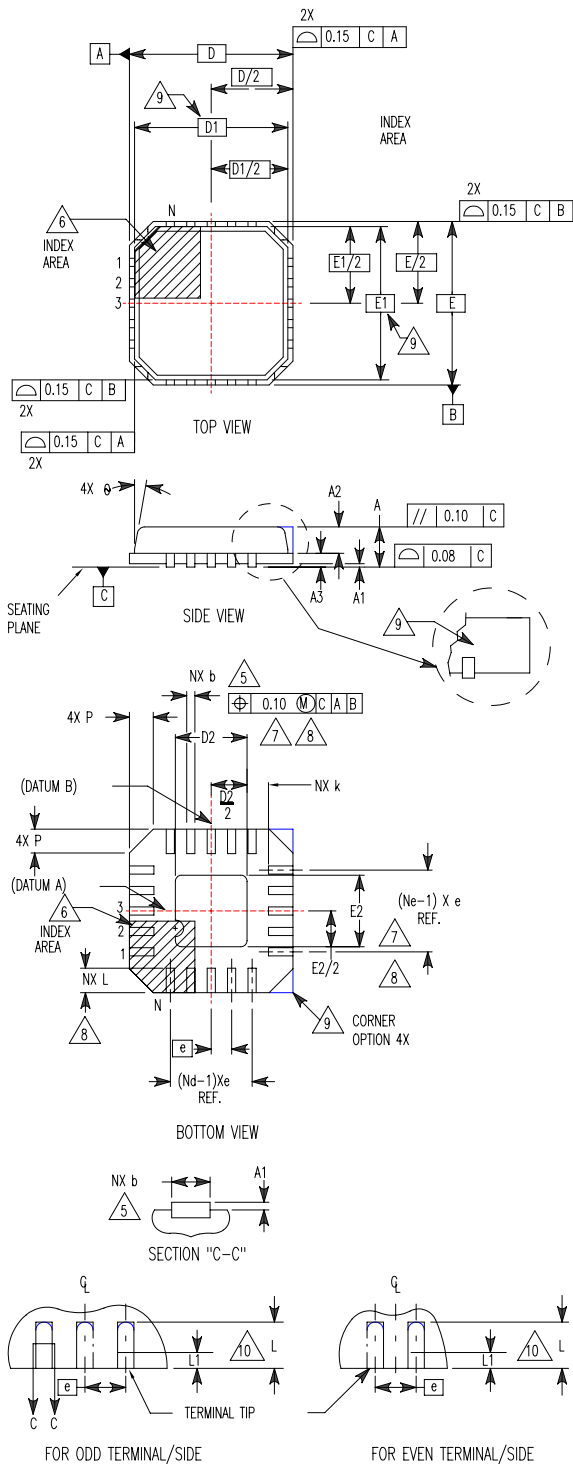 2X
0.15 C A
A
D
D/2
9
D1
INDEX
AREA
D1/2
2X
0.15 C B
6
INDEX
AREA
N
1
2
3
E1/2
E/2
E1
E
9
B
0.15 C B
2X
0.15 C A
2X
TOP VIEW
4X θ
A2
A
// 0.10 C
0.08 C
C
A3
A1
SEATING
PLANE
SIDE VIEW
9
NX b
5
0.10 M C A B
4X P
D2
7
8
(DATUM B)
D2
2
NX k
4X P
(DATUM A)
6
INDEX
AREA
3
2
1
E2
(Ne-1) X e
REF.
7
E2/2
8
NX L
8
N
9
CORNER
OPTION 4X
e
(Nd-1)Xe
REF.
BOTTOM VIEW
NX b
A1
5
SECTION "C-C"
CL
CL
L1
10
L
L1
10
L
e
e
C C
TERMINAL TIP
FOR ODD TERMINAL/SIDE
FOR EVEN TERMINAL/SIDE